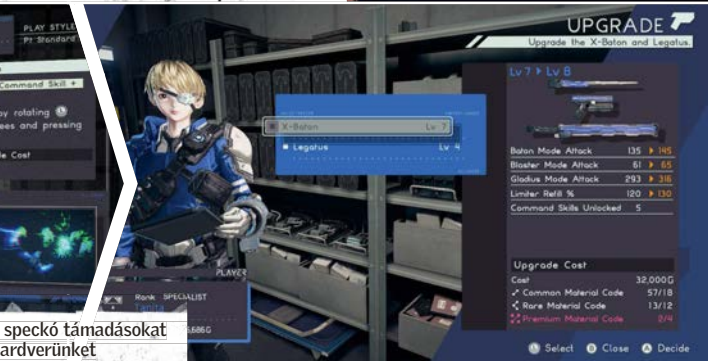 PLAY STYLE
Pt Standard
Command Skill +
by rotating
ees and pressing
le Cost
UPGRADE
Upgrade the X-Baton and Legatus.
X-Baton Lv 7
Legatus Lv 4
Lv 7 Lv 8
Baton Mode Attack 135 145
Blaster Mode Attack 61 65
Gladius Mode Attack 293 316
Limiter Refill % 120 130
Command Skills Unlocked 5
Upgrade Cost
Cost 32,000G
Common Material Code 57/18
Rare Material Code 13/12
Premium Material Code 2/4
PLAYER
Rank SPECIALIST
6,686G
L Select B Close A Decide
speckó támadásokat
ardverünket